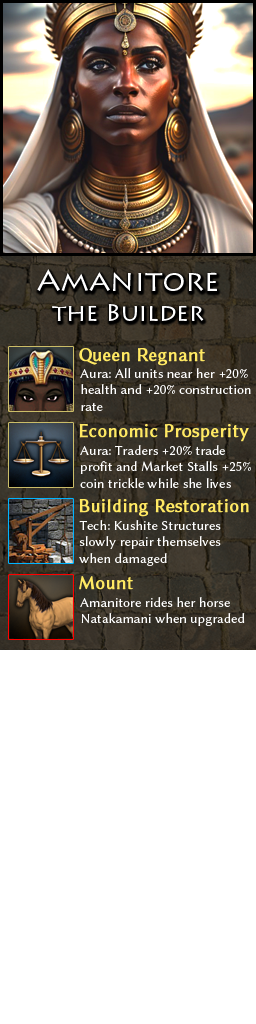 Amanitore
the Builder
Queen Regnant
Aura: All units near her +20%
health and +20% construction
rate
Economic Prosperity
Aura: Traders +20% trade
profit and Market Stalls +25%
coin trickle while she lives
Building Restoration
Tech: Kushite Structures
slowly repair themselves
when damaged
Mount
Amanitore rides her horse
Natakamani when upgraded